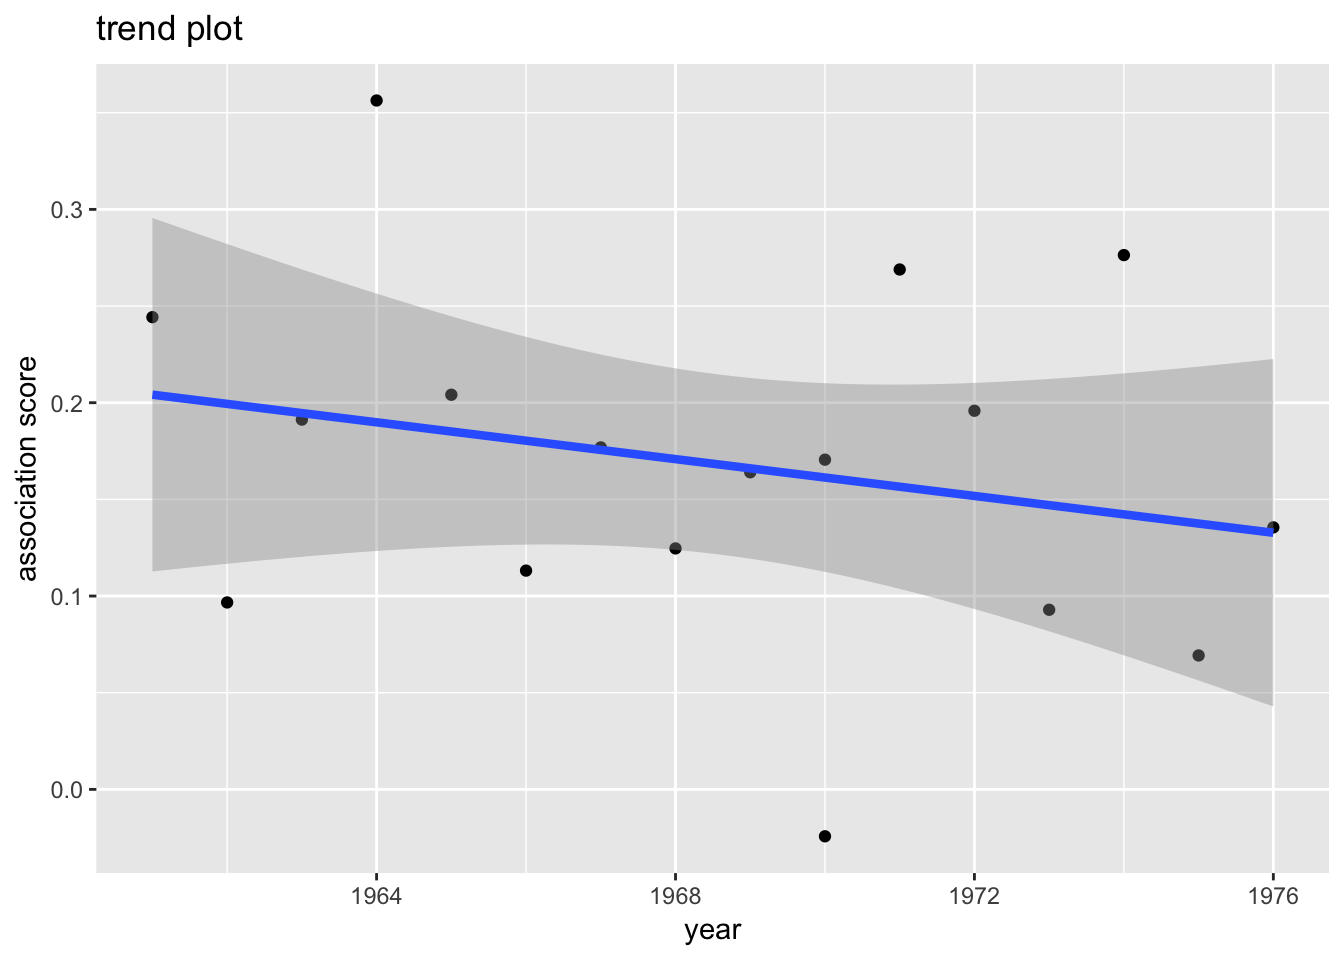 trend plot
association score
0.3
0.2
0.1
0.0
1964 1968 1972 1976
year